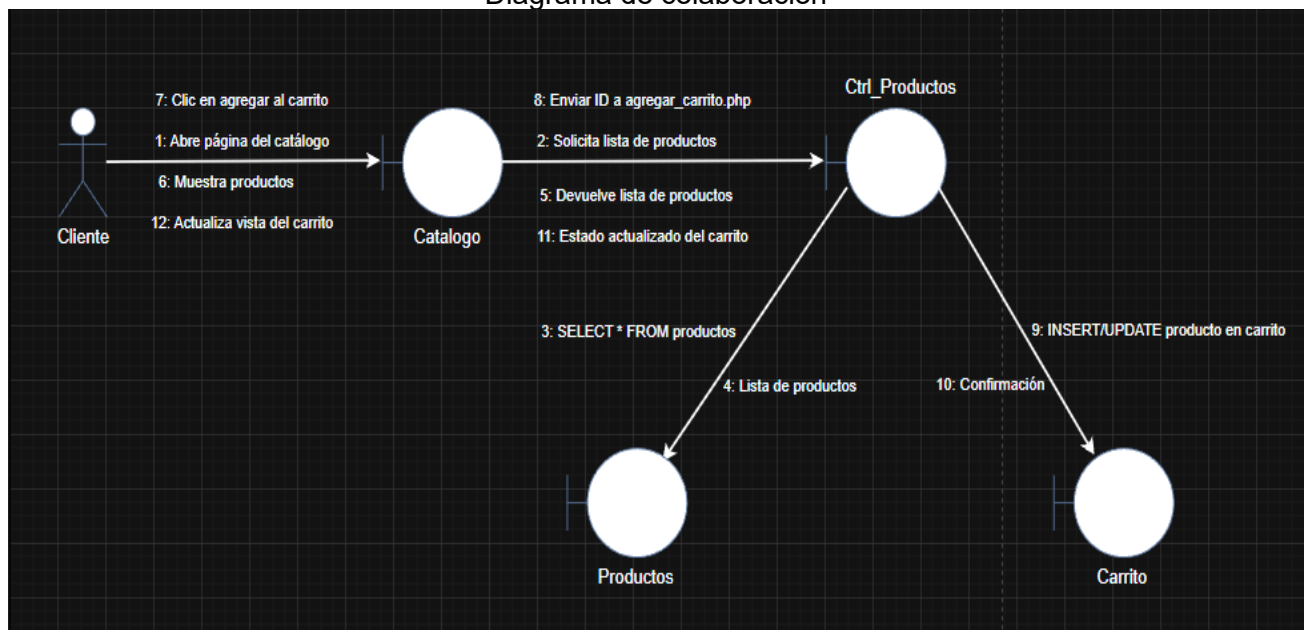 Diagrama de colaboración
Ctrl_Productos
7: Clic en agregar al carrito
8: Enviar ID a agregar_carrito.php
1: Abre página del catálogo
2: Solicita lista de productos
6: Muestra productos
5: Devuelve lista de productos
12: Actualiza vista del carrito
11: Estado actualizado del carrito
Cliente
Catalogo
3: SELECT * FROM productos
9: INSERT/UPDATE producto en carrito
4: Lista de productos
10: Confirmación
Productos
Carrito